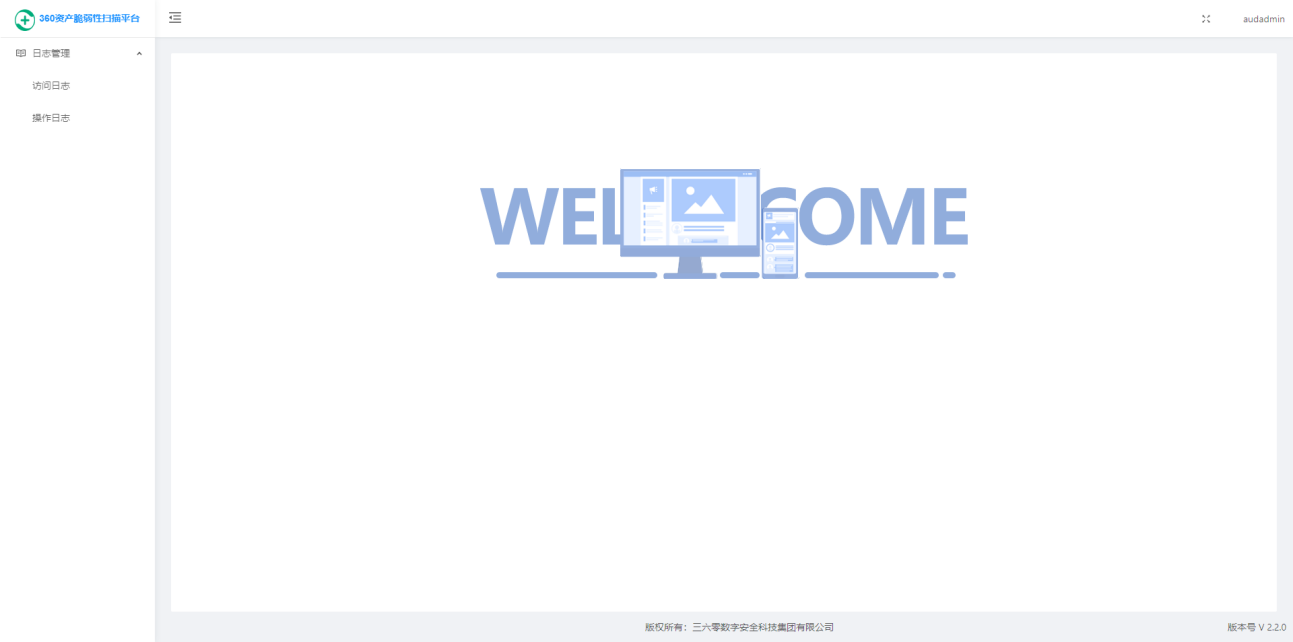 360资产脆弱性扫描平台
audadmin
日志管理
访问日志
操作日志
WELCOME
版权所有：三六零数字安全科技集团有限公司
版本号 V 2.2.0